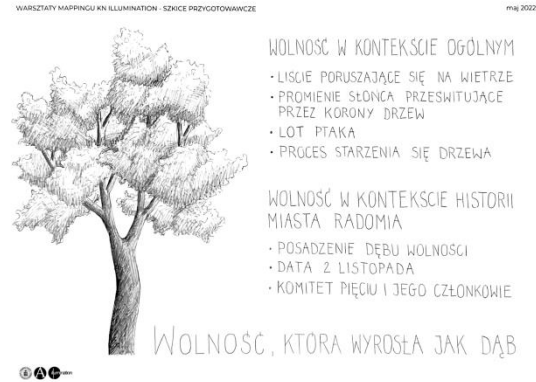 WARSZTATY MAPPINGU KN ILLUMINATION - SZKICE PRZYGOTOWAWCZE
maj 2022
WOLNOŚĆ W KONTEKŚCIE OGÓLNYM
• LIŚCIE PORUSZAJĄCE SIĘ NA WIETRZE
• PROMIENIE SŁOŃCA PRZEŚWITUJĄCE
PRZEZ KORONY DRZEW
• LOT PTAKA
• PROCES STARZENIA SIĘ DRZEWA
WOLNOŚĆ W KONTEKŚCIE HISTORII
MIASTA RADOMIA
• POSADZENIE DĘBU WOLNOŚCI
• DATA 2 LISTOPADA
• KOMITET PIĘCIU I JEGO CZŁONKOWIE
WOLNOŚĆ, KTÓRA WYROSŁA JAK DĄB